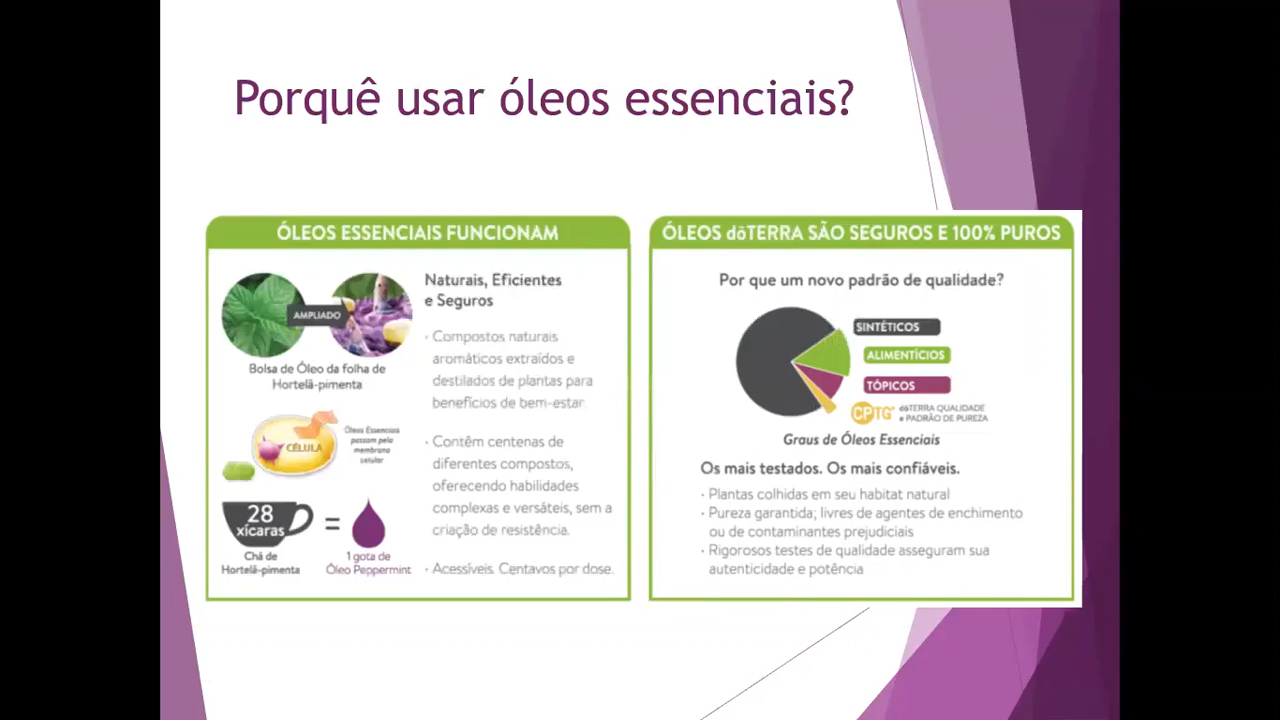 Porquê usar óleos essenciais?
ÓLEOS ESSENCIAIS FUNCIONAM
AMPLIADO
Bolsa de Óleo da folha de
Hortelã-pimenta
CÉLULA
Óleos Essenciais
passam pela
membrana
celular
28
xícaras
=
Chá de
Hortelã-pimenta
1 gota de
Óleo Peppermint
Naturais, Eficientes
e Seguros
· Compostos naturais
aromáticos extraídos e
destilados de plantas para
benefícios de bem-estar.
· Contêm centenas de
diferentes compostos,
oferecendo habilidades
complexas e versáteis, sem a
criação de resistência.
· Acessíveis. Centavos por dose.
ÓLEOS dōTERRA SÃO SEGUROS E 100% PUROS
Por que um novo padrão de qualidade?
SINTÉTICOS
ALIMENTÍCIOS
TÓPICOS
CPTG® dōTERRA QUALIDADE
e PADRÃO DE PUREZA
Graus de Óleos Essenciais
Os mais testados. Os mais confiáveis.
· Plantas colhidas em seu habitat natural
· Pureza garantida; livres de agentes de enchimento
ou de contaminantes prejudiciais
· Rigorosos testes de qualidade asseguram sua
autenticidade e potência